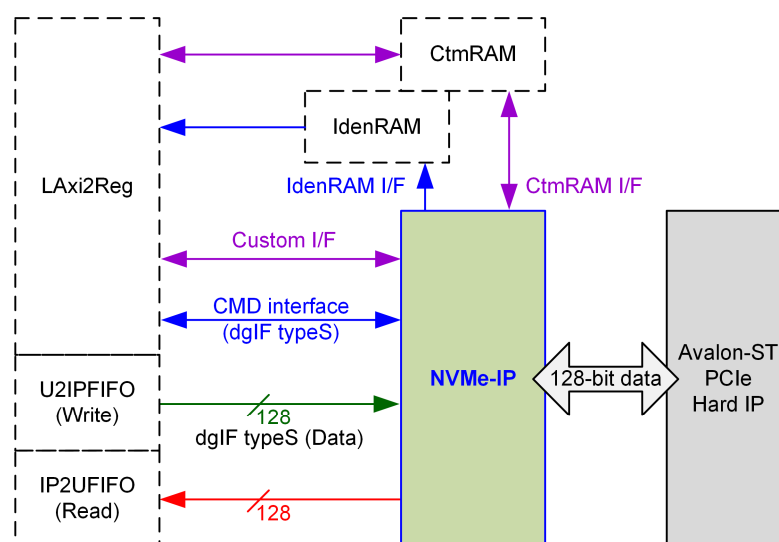 CtmRAM
IdenRAM
LAxi2Reg
IdenRAM I/F
CtmRAM I/F
Custom I/F
CMD interface
(dgIF typeS)
NVMe-IP
128-bit data
Avalon-ST
PCIe
Hard IP
U2IPFIFO
(Write)
128
dgIF typeS (Data)
IP2UFIFO
(Read)
128